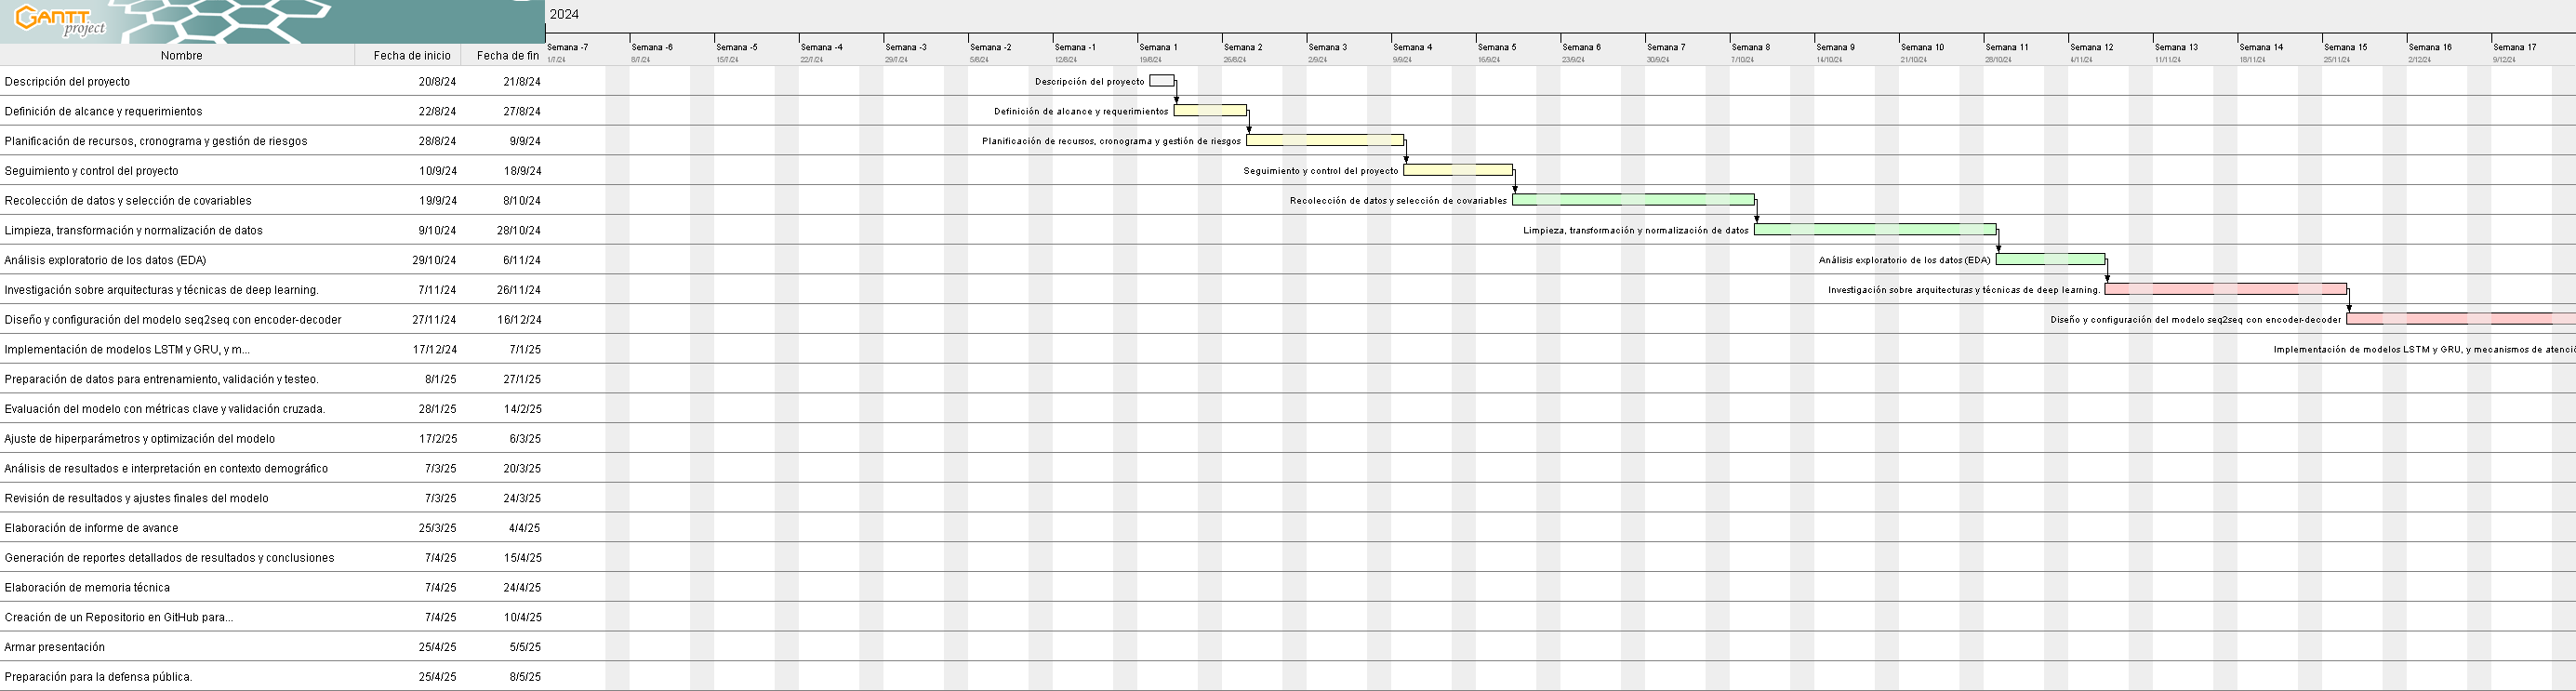 GANTT
project
2024
Nombre Fecha de inicio Fecha de fin
Semana -7 Semana -6 Semana -5 Semana -4 Semana -3 Semana -2 Semana -1 Semana 1 Semana 2 Semana 3 Semana 4 Semana 5 Semana 6 Semana 7 Semana 8 Semana 9 Semana 10 Semana 11 Semana 12 Semana 13 Semana 14 Semana 15 Semana 16 Semana 17
1/7/24 8/7/24 15/7/24 22/7/24 29/7/24 5/8/24 12/8/24 19/8/24 26/8/24 2/9/24 9/9/24 16/9/24 23/9/24 30/9/24 7/10/24 14/10/24 21/10/24 28/10/24 4/11/24 11/11/24 18/11/24 25/11/24 2/12/24 9/12/24
Descripción del proyecto 20/8/24 21/8/24 Descripción del proyecto
Definición de alcance y requerimientos 22/8/24 27/8/24 Definición de alcance y requerimientos
Planificación de recursos, cronograma y gestión de riesgos 28/8/24 9/9/24 Planificación de recursos, cronograma y gestión de riesgos
Seguimiento y control del proyecto 10/9/24 18/9/24 Seguimiento y control del proyecto
Recolección de datos y selección de covariables 19/9/24 8/10/24 Recolección de datos y selección de covariables
Limpieza, transformación y normalización de datos 9/10/24 28/10/24 Limpieza, transformación y normalización de datos
Análisis exploratorio de los datos (EDA) 29/10/24 6/11/24 Análisis exploratorio de los datos (EDA)
Investigación sobre arquitecturas y técnicas de deep learning. 7/11/24 26/11/24 Investigación sobre arquitecturas y técnicas de deep learning.
Diseño y configuración del modelo seq2seq con encoder-decoder 27/11/24 16/12/24 Diseño y configuración del modelo seq2seq con encoder-decoder
Implementación de modelos LSTM y GRU, y m... 17/12/24 7/1/25 Implementación de modelos LSTM y GRU, y mecanismos de atenci
Preparación de datos para entrenamiento, validación y testeo. 8/1/25 27/1/25
Evaluación del modelo con métricas clave y validación cruzada. 28/1/25 14/2/25
Ajuste de hiperparámetros y optimización del modelo 17/2/25 6/3/25
Análisis de resultados e interpretación en contexto demográfico 7/3/25 20/3/25
Revisión de resultados y ajustes finales del modelo 7/3/25 24/3/25
Elaboración de informe de avance 25/3/25 4/4/25
Generación de reportes detallados de resultados y conclusiones 7/4/25 15/4/25
Elaboración de memoria técnica 7/4/25 24/4/25
Creación de un Repositorio en GitHub para... 7/4/25 10/4/25
Armar presentación 25/4/25 5/5/25
Preparación para la defensa pública. 25/4/25 8/5/25